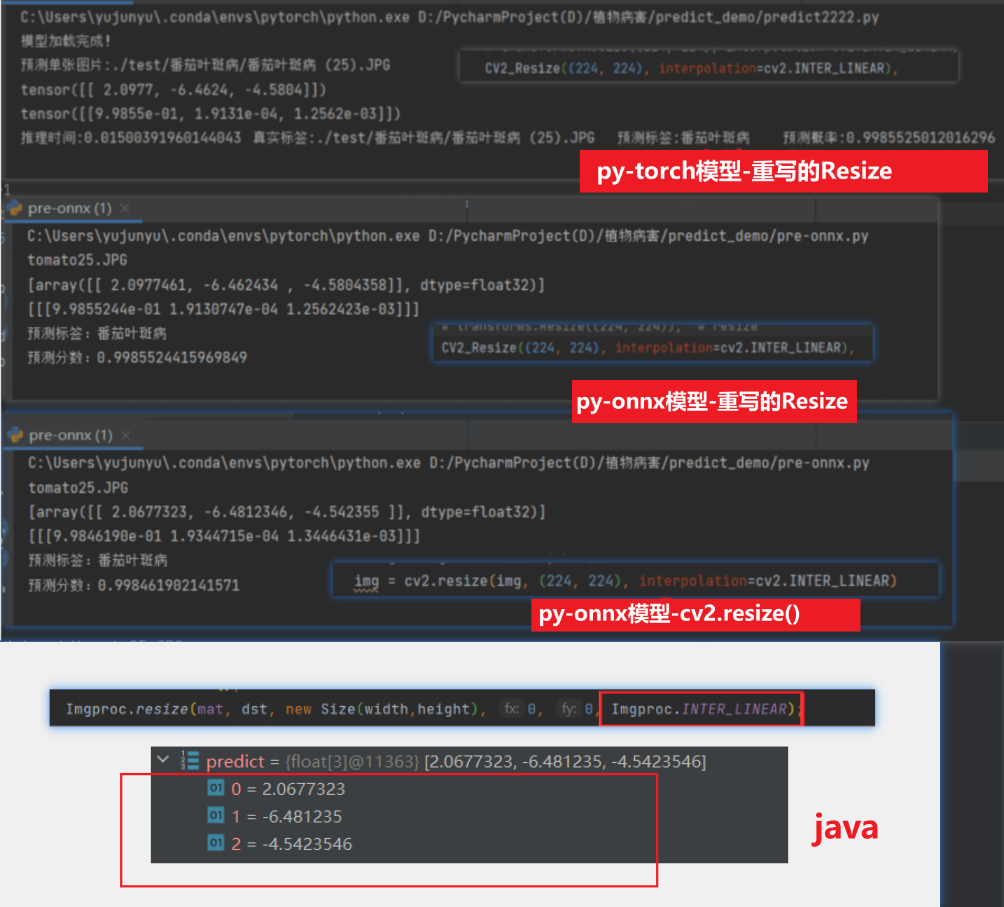 C:\Users\yujunyu\.conda\envs\pytorch\python.exe D:/PycharmProject(D)/植物病害/predict_demo/predict2222.py
模型加载完成!
预测单张图片:./test/番茄叶斑病/番茄叶斑病 (25).JPG
CV2_Resize((224, 224), interpolation=cv2.INTER_LINEAR),
tensor([[ 2.0977, -6.4624, -4.5804]])
tensor([[9.9855e-01, 1.9131e-04, 1.2562e-03]])
推理时间:0.01500391960144043 真实标签:./test/番茄叶斑病/番茄叶斑病 (25).JPG 预测标签:番茄叶斑病 预测概率:0.9985525012016296
py-torch模型-重写的Resize
pre-onnx (1) ×
C:\Users\yujunyu\.conda\envs\pytorch\python.exe D:/PycharmProject(D)/植物病害/predict_demo/pre-onnx.py
tomato25.JPG
[array([[ 2.0977461, -6.462434 , -4.5804358]], dtype=float32)]
[[[9.9855244e-01 1.9130747e-04 1.2562423e-03]]]
预测标签: 番茄叶斑病
# transforms.Resize((224, 224)), # resize
CV2_Resize((224, 224), interpolation=cv2.INTER_LINEAR),
预测分数: 0.9985524415969849
py-onnx模型-重写的Resize
pre-onnx (1) ×
C:\Users\yujunyu\.conda\envs\pytorch\python.exe D:/PycharmProject(D)/植物病害/predict_demo/pre-onnx.py
tomato25.JPG
[array([[ 2.0677323, -6.4812346, -4.542355 ]], dtype=float32)]
[[[9.9846190e-01 1.9344715e-04 1.3446431e-03]]]
预测标签: 番茄叶斑病
预测分数: 0.998461902141571
img = cv2.resize(img, (224, 224), interpolation=cv2.INTER_LINEAR)
py-onnx模型-cv2.resize()
Imgproc.resize(mat, dst, new Size(width,height), fx: 0, fy: 0, Imgproc.INTER_LINEAR);
predict = {float[3]@11363} [2.0677323, -6.481235, -4.5423546]
0 = 2.0677323
1 = -6.481235
2 = -4.5423546
java